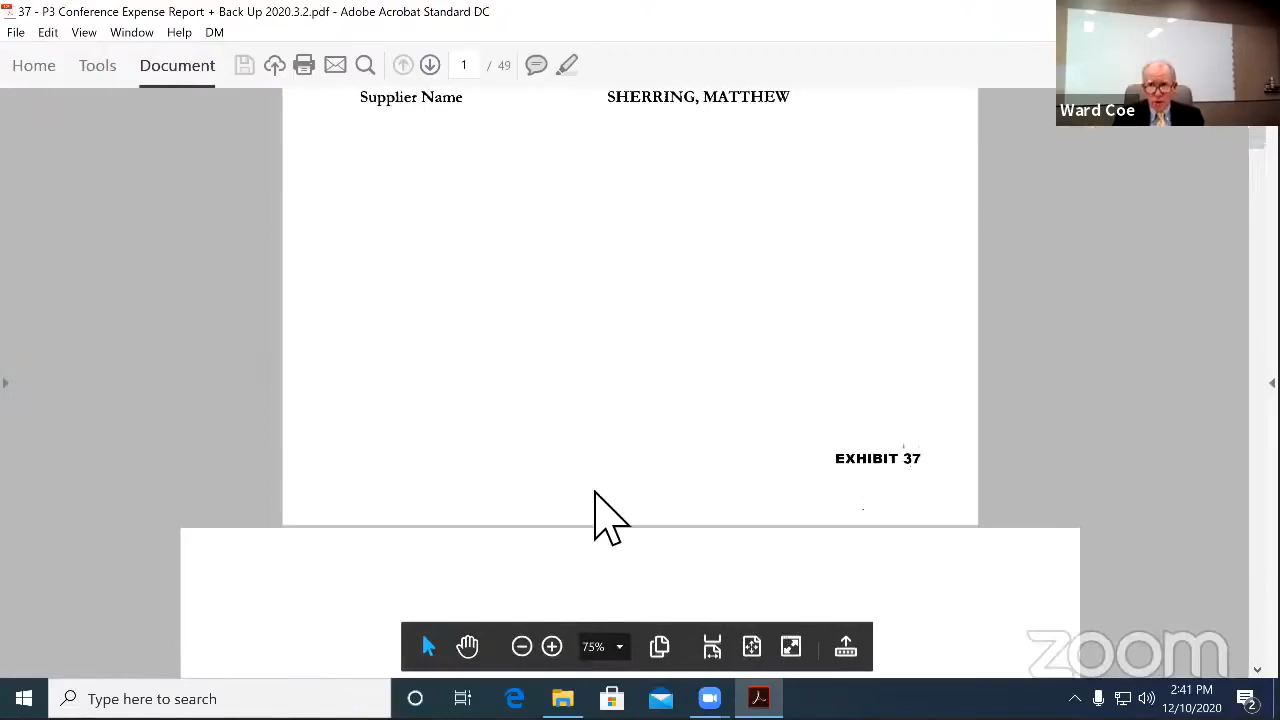 37 - P3 Conference Expense Report + Back Up 2020.3.2.pdf - Adobe Acrobat Standard DC
File Edit View Window Help DM
Home Tools Document 1 / 49
Supplier Name SHERRING, MATTHEW
Ward Coe
EXHIBIT 37
75%
zoom
Type here to search
2:41 PM
12/10/2020
2